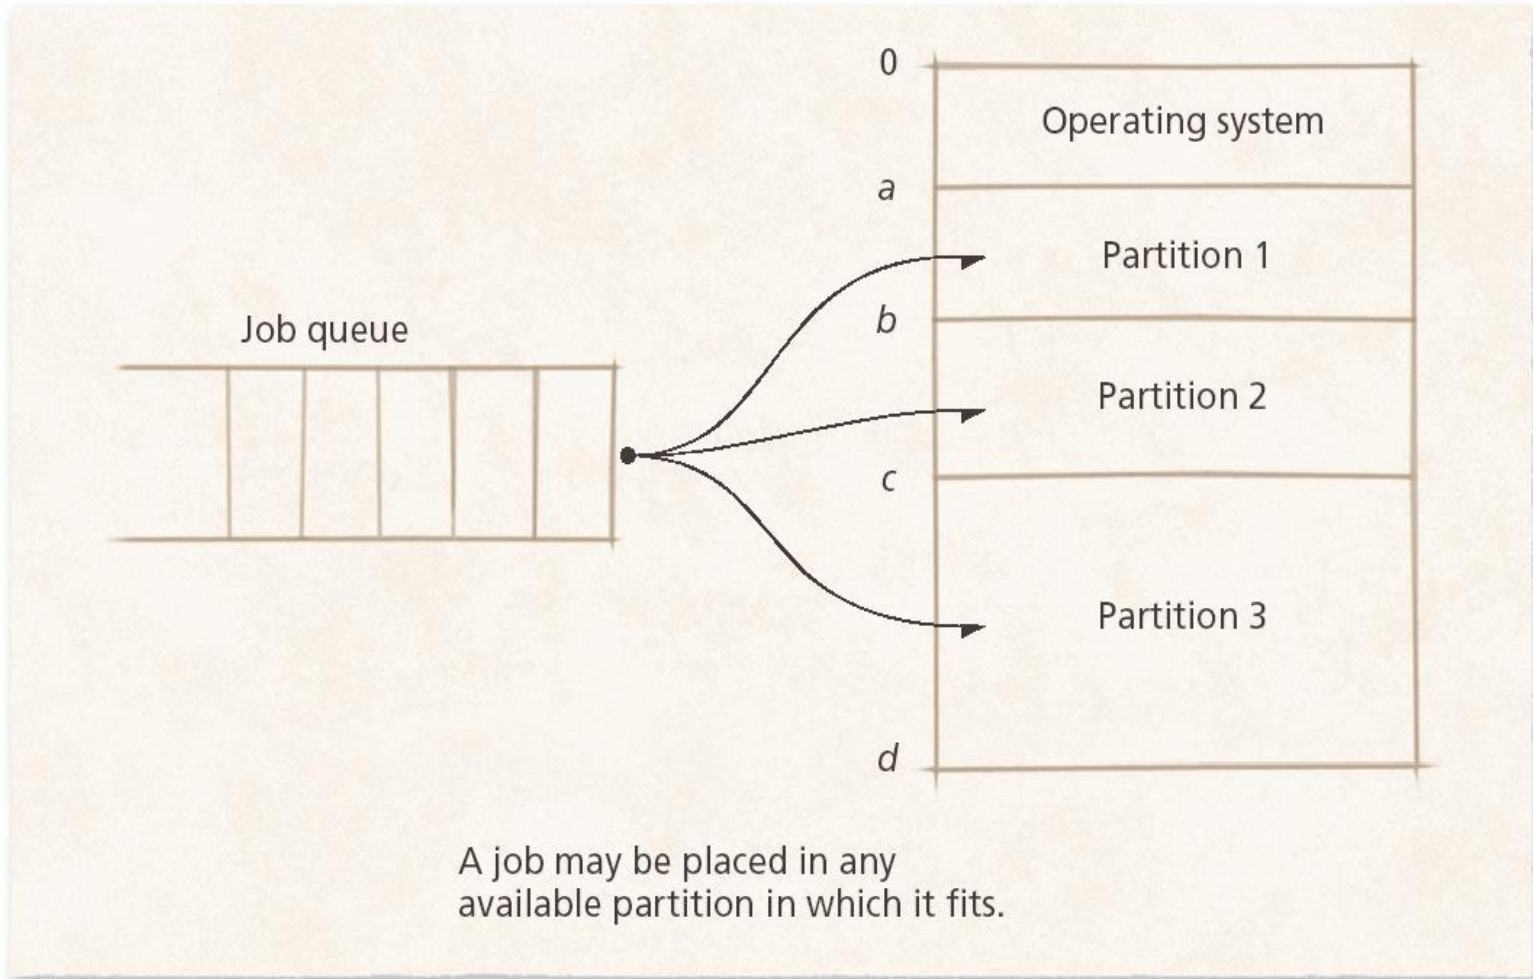 0
Operating system
a
Partition 1
b
Job queue
Partition 2
c
Partition 3
d
A job may be placed in any
available partition in which it fits.